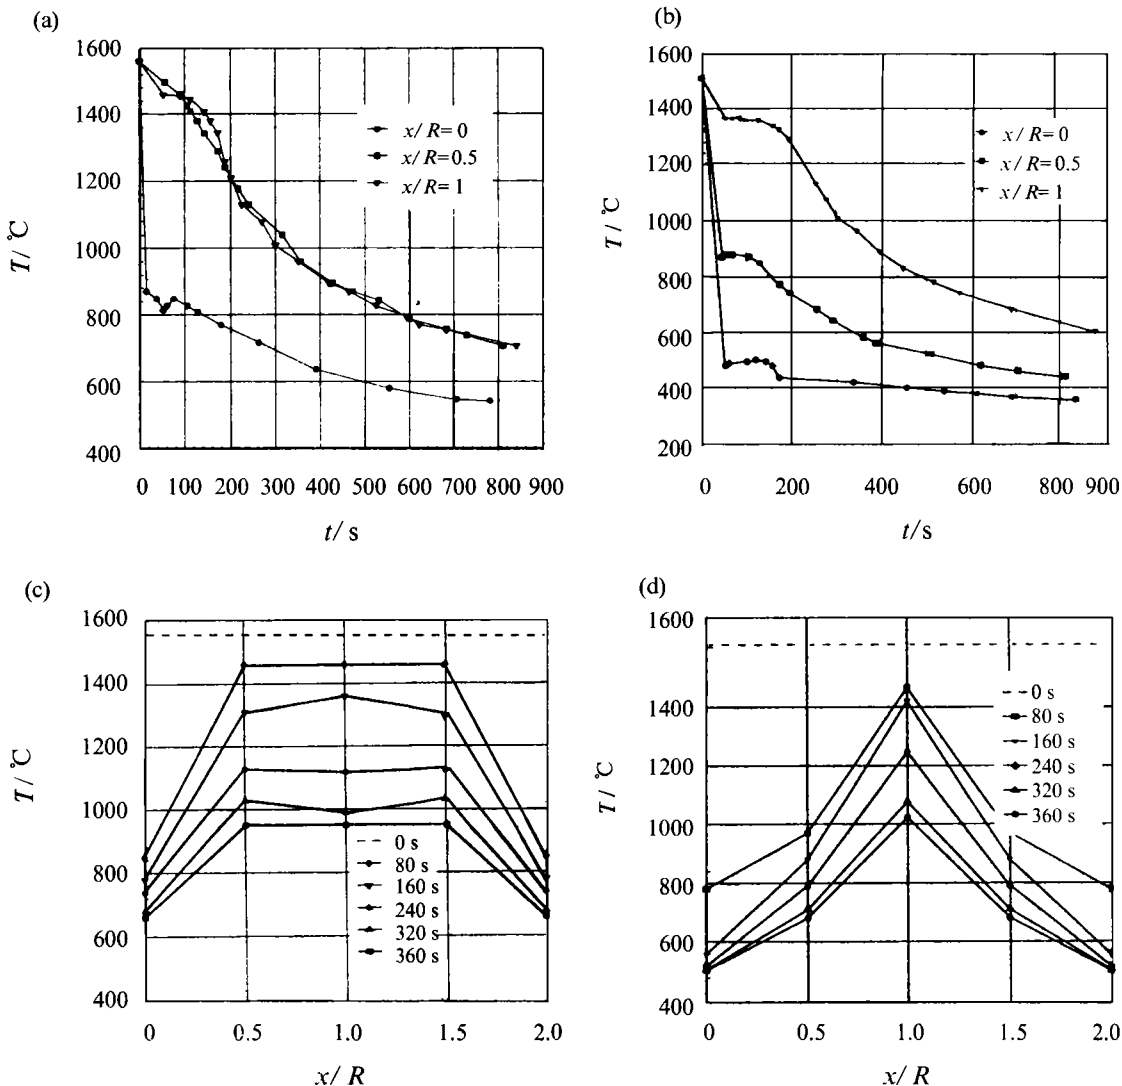 (a)
1600
1400
1200
1000
800
600
400
T / ℃
x/ R= 0
x/ R= 0.5
x/ R= 1
0 100 200 300 400 500 600 700 800 900
t/ s
(b)
1600
1400
1200
1000
800
600
400
200
T / ℃
x/ R= 0
x/ R= 0.5
x/ R= 1
0 200 400 600 800 900
t/ s
(c)
1600
1400
1200
1000
800
600
400
T / ℃
0 s
80 s
160 s
240 s
320 s
360 s
0 0.5 1.0 1.5 2.0
x/ R
(d)
1600
1400
1200
1000
800
600
400
T / ℃
0 s
80 s
160 s
240 s
320 s
360 s
0 0.5 1.0 1.5 2.0
x/ R